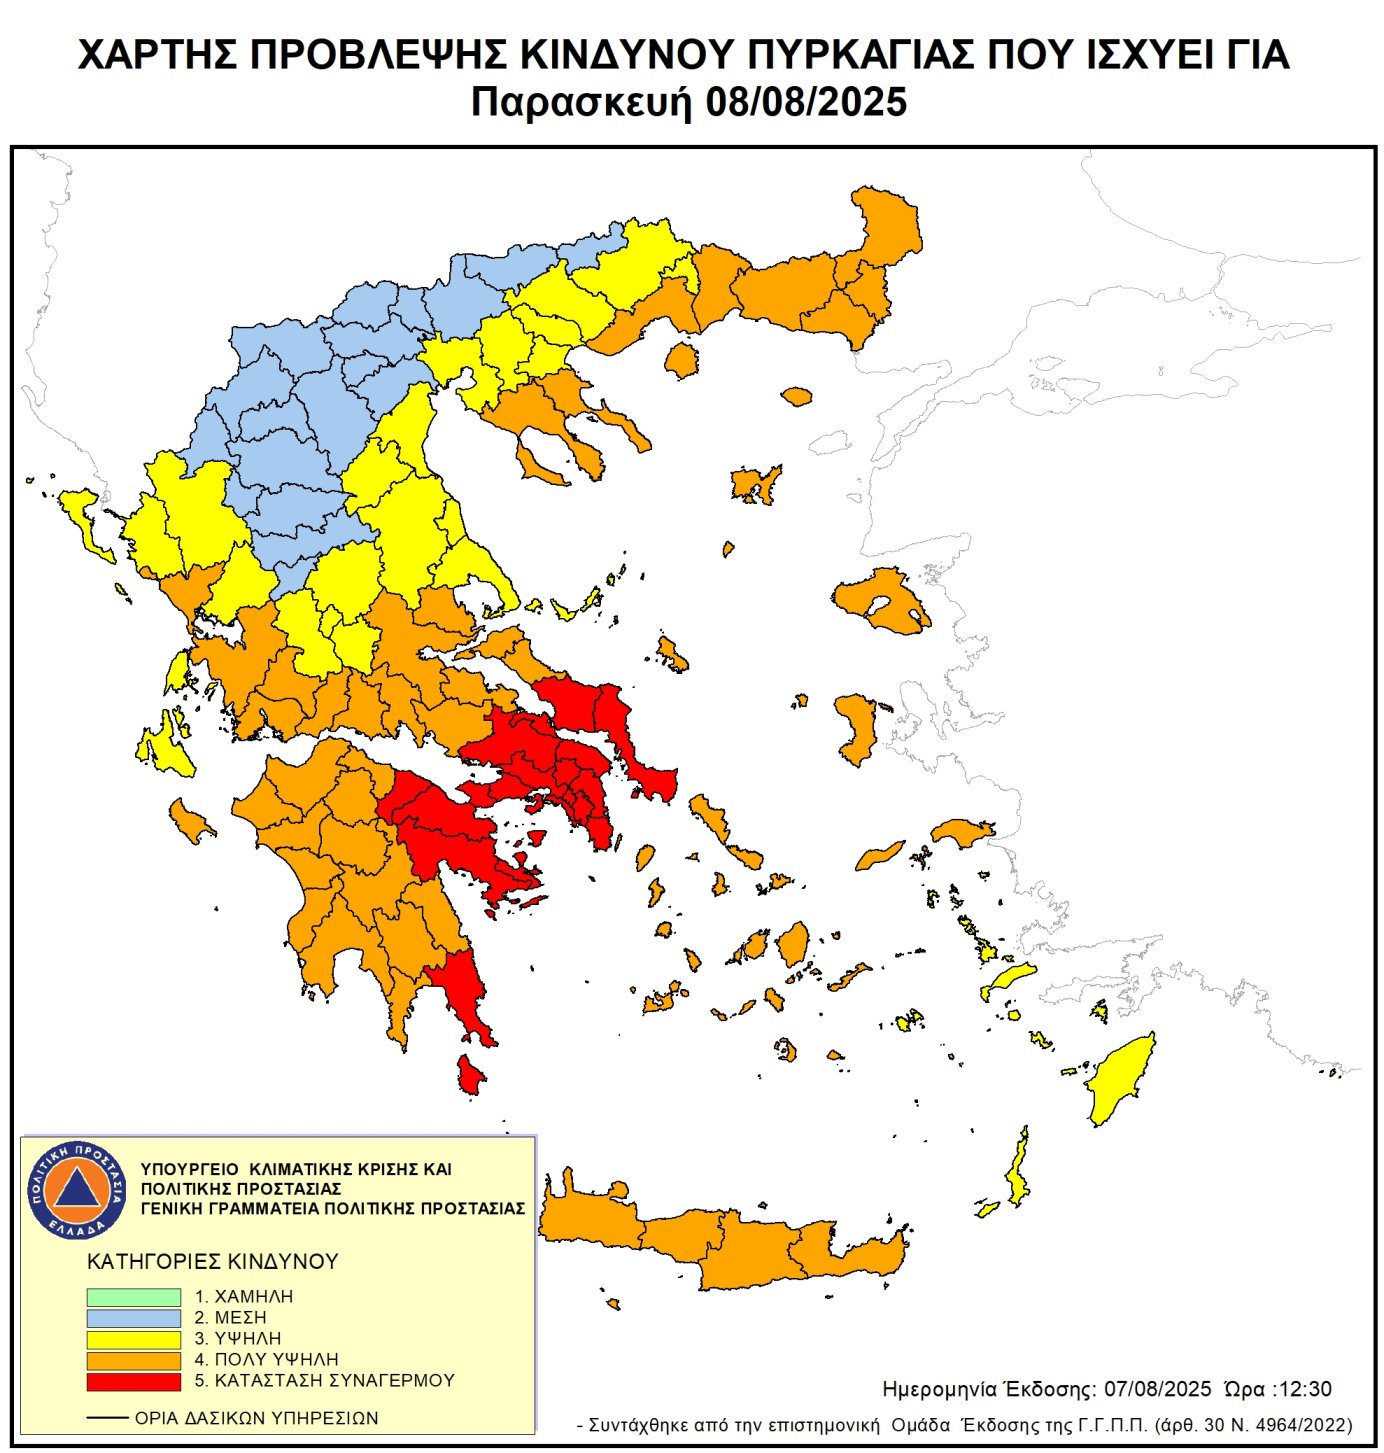 ΧΑΡΤΗΣ ΠΡΟΒΛΕΨΗΣ ΚΙΝΔΥΝΟΥ ΠΥΡΚΑΓΙΑΣ ΠΟΥ ΙΣΧΥΕΙ ΓΙΑ
Παρασκευή 08/08/2025
ΠΟΛΙΤΙΚΗ ΠΡΟΣΤΑΣΙΑ
ΕΛΛΑΔΑ
ΥΠΟΥΡΓΕΙΟ ΚΛΙΜΑΤΙΚΗΣ ΚΡΙΣΗΣ ΚΑΙ
ΠΟΛΙΤΙΚΗΣ ΠΡΟΣΤΑΣΙΑΣ
ΓΕΝΙΚΗ ΓΡΑΜΜΑΤΕΙΑ ΠΟΛΙΤΙΚΗΣ ΠΡΟΣΤΑΣΙΑΣ
ΚΑΤΗΓΟΡΙΕΣ ΚΙΝΔΥΝΟΥ
1. ΧΑΜΗΛΗ
2. ΜΕΣΗ
3. ΥΨΗΛΗ
4. ΠΟΛΥ ΥΨΗΛΗ
5. ΚΑΤΑΣΤΑΣΗ ΣΥΝΑΓΕΡΜΟΥ
ΟΡΙΑ ΔΑΣΙΚΩΝ ΥΠΗΡΕΣΙΩΝ
Ημερομηνία Έκδοσης: 07/08/2025 Ώρα :12:30
- Συντάχθηκε από την επιστημονική Ομάδα Έκδοσης της Γ.Γ.Π.Π. (άρθ. 30 Ν. 4964/2022)